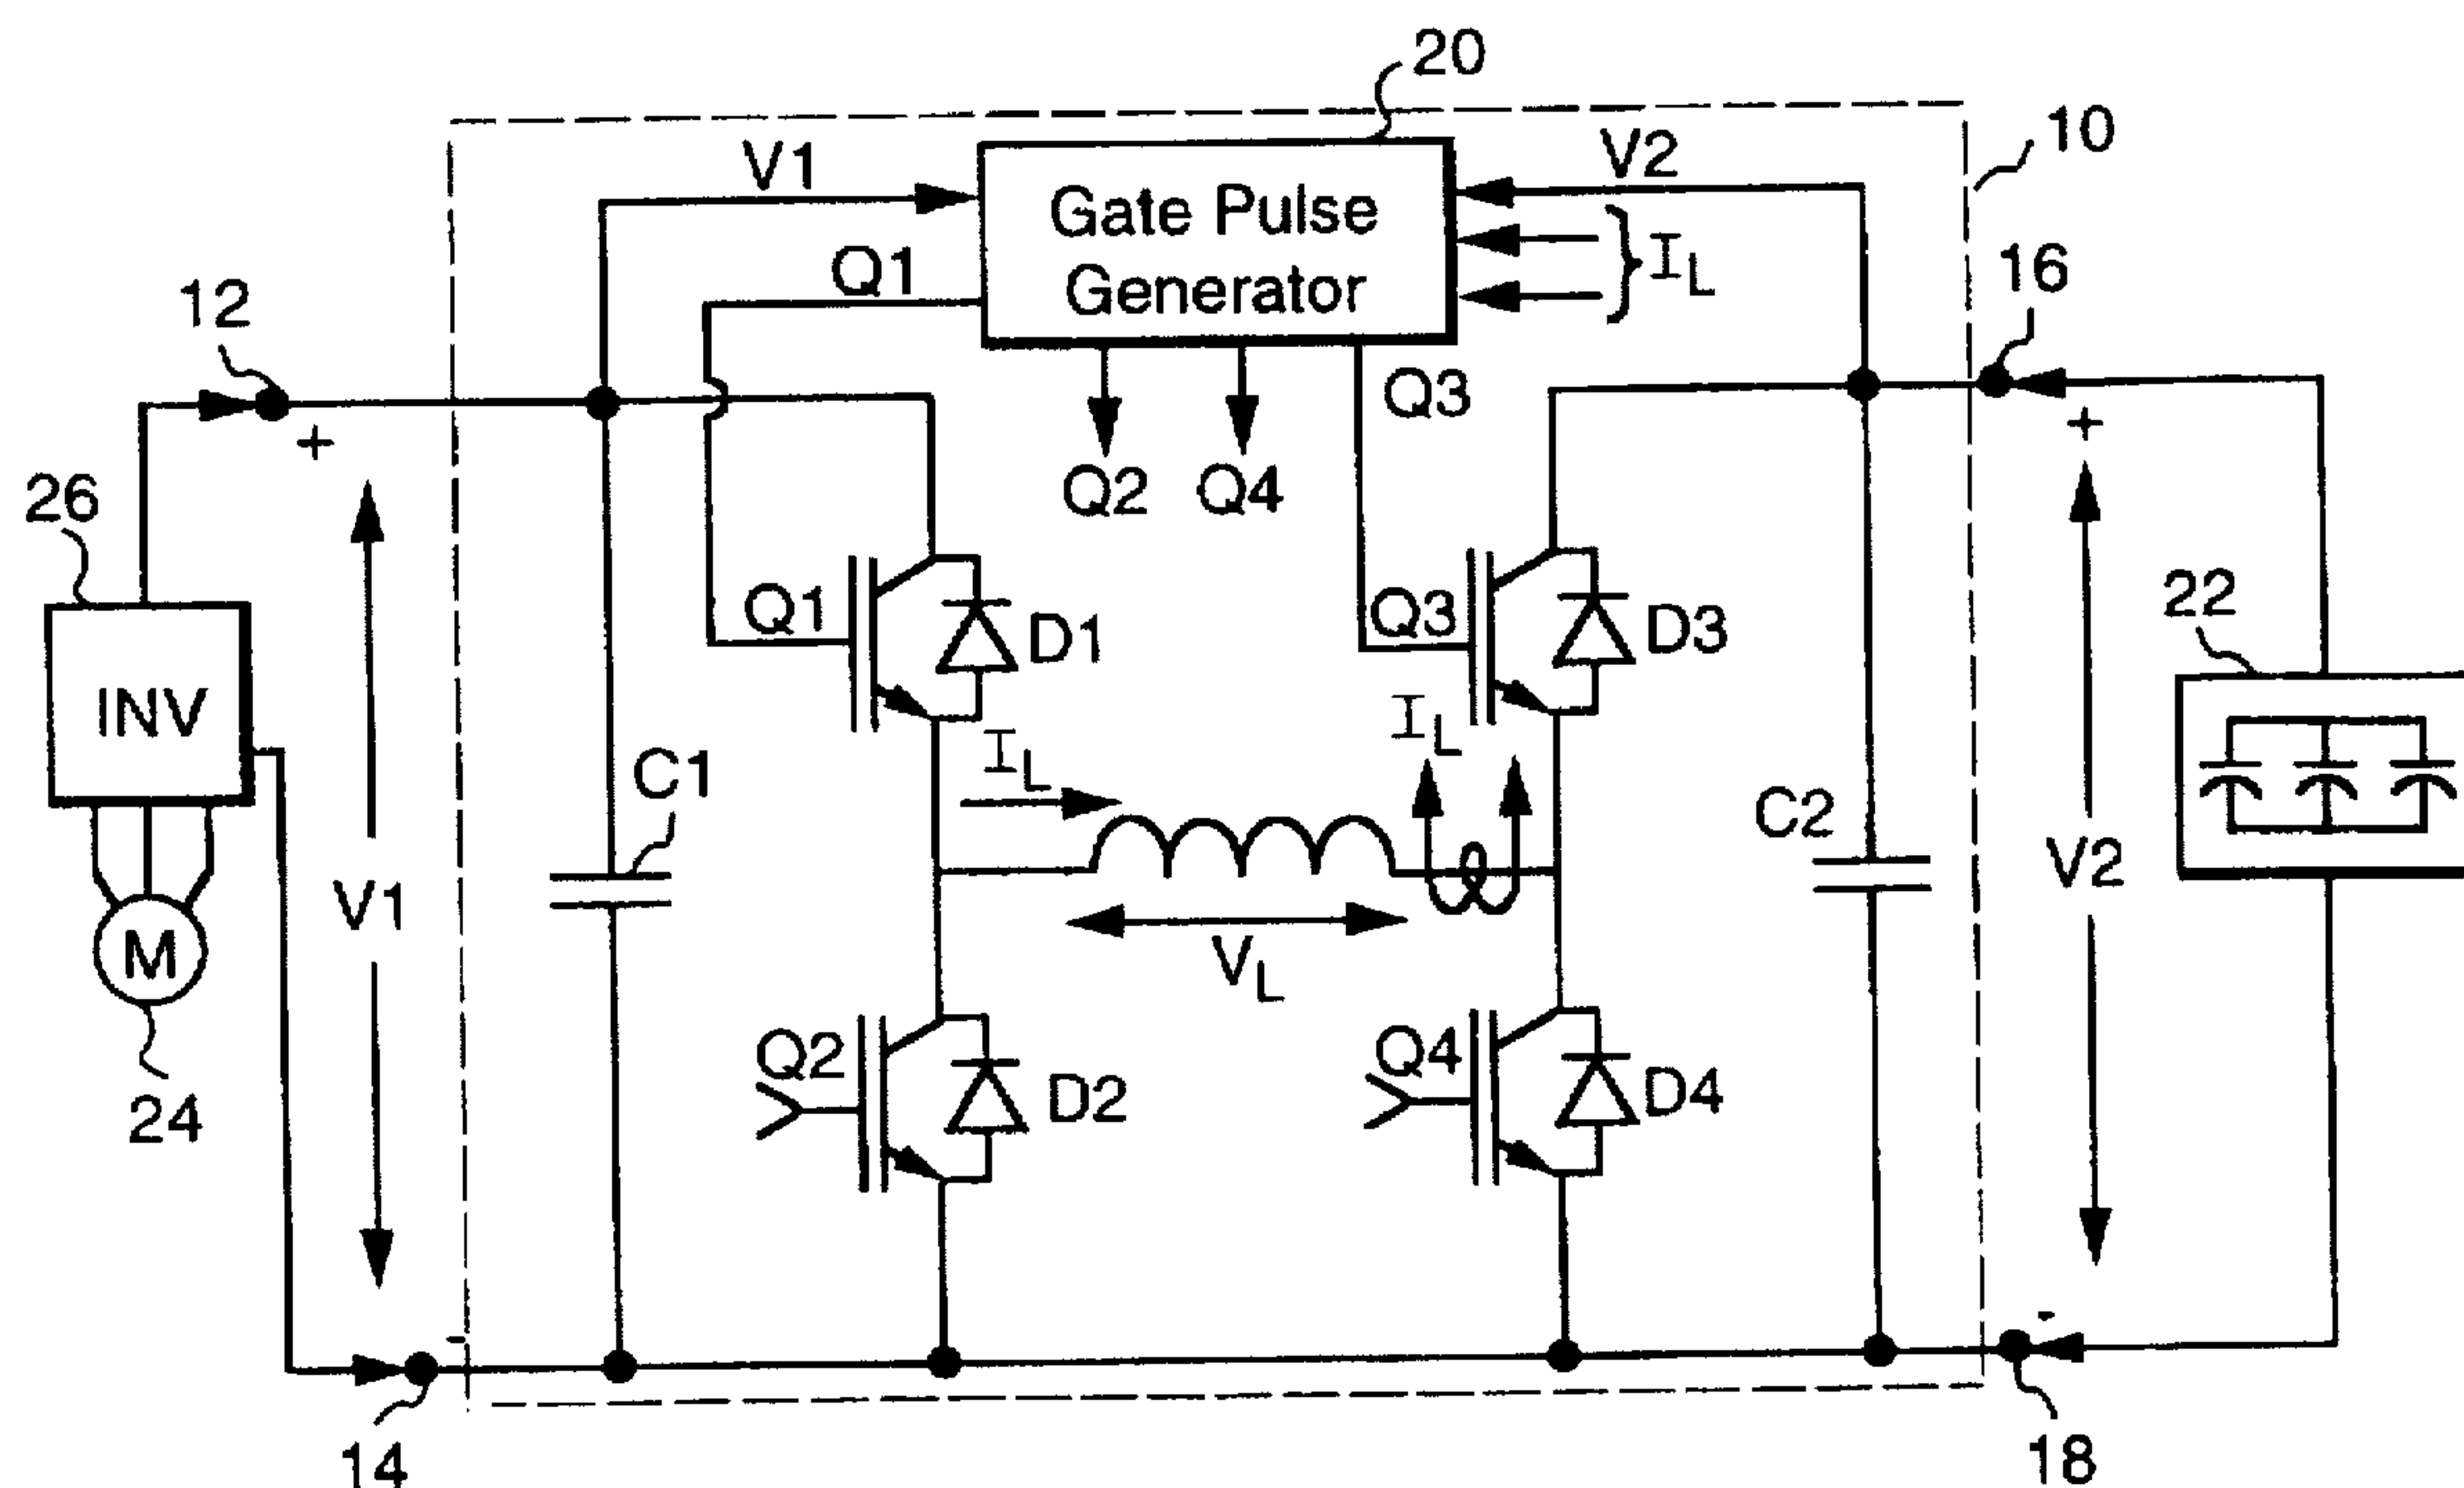 20
10
V1
V2
Gate Pulse
Generator
Q1
I_L
12
16
Q3
+
+
Q2
Q4
26
22
Q1
D1
Q3
D3
INV
I_L
I_L
C1
C2
V1
V2
M
V_L
Q2
D2
Q4
D4
24
-
-
14
18